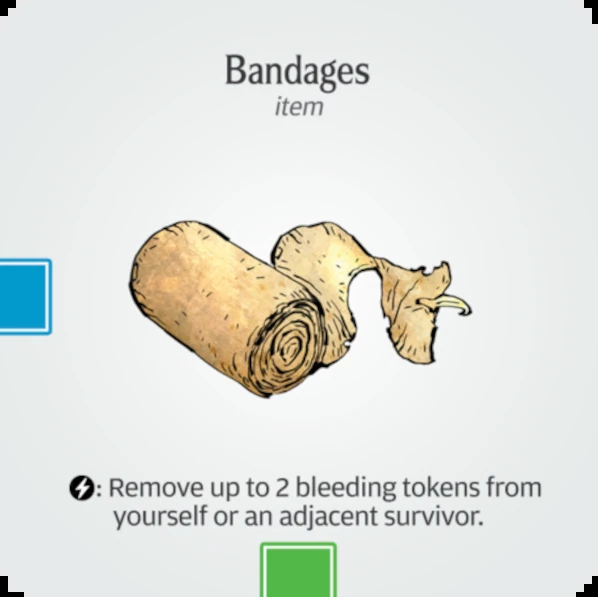 Bandages
item
: Remove up to 2 bleeding tokens from
yourself or an adjacent survivor.